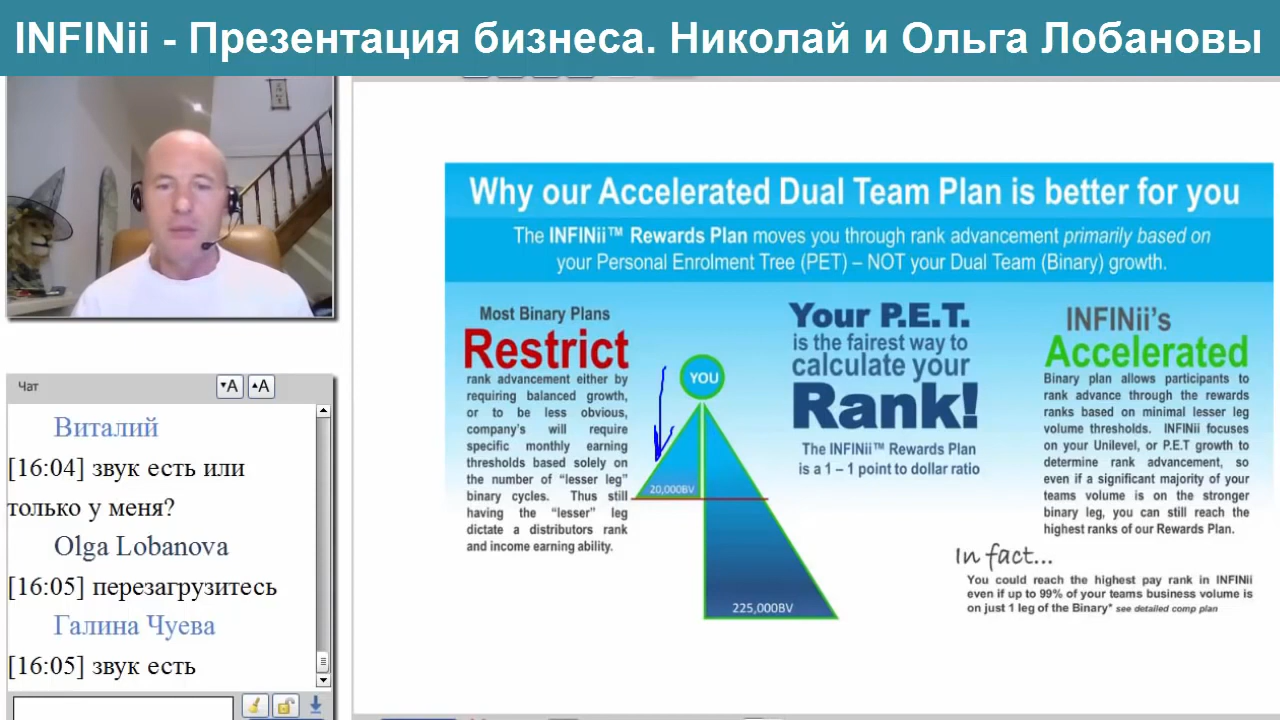 INFINii - Презентация бизнеса. Николай и Ольга Лобановы
Чат
▾A ▴A
Виталий
[16:04] звук есть или
только у меня?
Olga Lobanova
[16:05] перезагрузитесь
Галина Чуева
[16:05] звук есть
Why our Accelerated Dual Team Plan is better for you
The INFINii™ Rewards Plan moves you through rank advancement primarily based on
your Personal Enrolment Tree (PET) – NOT your Dual Team (Binary) growth.
Most Binary Plans
Restrict
rank advancement either by
requiring balanced growth,
or to be less obvious,
company's will require
specific monthly earning
thresholds based solely on
the number of “lesser leg”
binary cycles. Thus still
having the “lesser” leg
dictate a distributors rank
and income earning ability.
YOU
20,000BV
225,000BV
Your P.E.T.
is the fairest way to
calculate your
Rank!
The INFINii™ Rewards Plan
is a 1 – 1 point to dollar ratio
INFINii's
Accelerated
Binary plan allows participants to
rank advance through the rewards
ranks based on minimal lesser leg
volume thresholds. INFINii focuses
on your Unilevel, or P.E.T growth to
determine rank advancement, so
even if a significant majority of your
teams volume is on the stronger
binary leg, you can still reach the
highest ranks of our Rewards Plan.
In fact...
You could reach the highest pay rank in INFINii
even if up to 99% of your teams business volume is
on just 1 leg of the Binary* see detailed comp plan